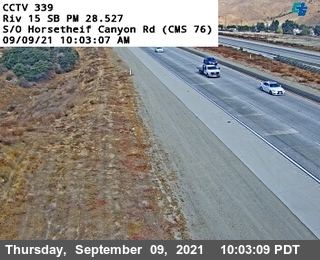 CCTV 339
Riv 15 SB PM 28.527
S/O Horsetheif Canyon Rd (CMS 76)
09/09/21 10:03:07 AM
Thursday, September 09, 2021 10:03:09 PDT